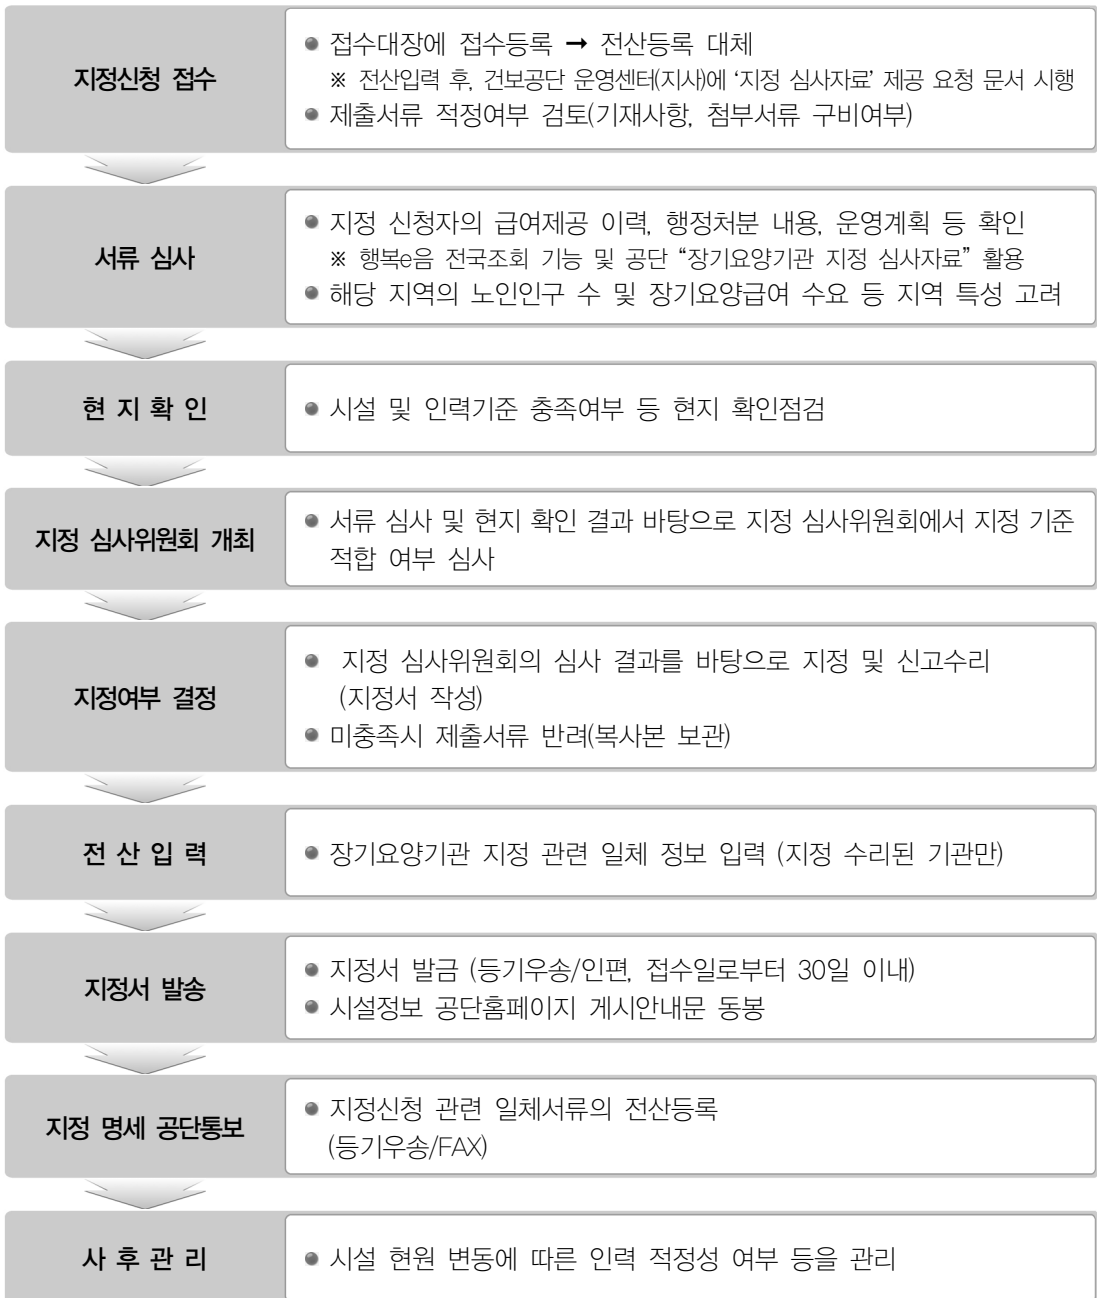 지정신청 접수
● 접수대장에 접수등록 ➞ 전산등록 대체
※ 전산입력 후, 건보공단 운영센터(지사)에 ‘지정 심사자료’ 제공 요청 문서 시행
● 제출서류 적정여부 검토(기재사항, 첨부서류 구비여부)
서류 심사
● 지정 신청자의 급여제공 이력, 행정처분 내용, 운영계획 등 확인
※ 행복e음 전국조회 기능 및 공단 “장기요양기관 지정 심사자료” 활용
● 해당 지역의 노인인구 수 및 장기요양급여 수요 등 지역 특성 고려
현 지 확 인
● 시설 및 인력기준 충족여부 등 현지 확인점검
지정 심사위원회 개최
● 서류 심사 및 현지 확인 결과 바탕으로 지정 심사위원회에서 지정 기준
적합 여부 심사
지정여부 결정
● 지정 심사위원회의 심사 결과를 바탕으로 지정 및 신고수리
(지정서 작성)
● 미충족시 제출서류 반려(복사본 보관)
전 산 입 력
● 장기요양기관 지정 관련 일체 정보 입력 (지정 수리된 기관만)
지정서 발송
● 지정서 발금 (등기우송/인편, 접수일로부터 30일 이내)
● 시설정보 공단홈페이지 게시안내문 동봉
지정 명세 공단통보
● 지정신청 관련 일체서류의 전산등록
(등기우송/FAX)
사 후 관 리
● 시설 현원 변동에 따른 인력 적정성 여부 등을 관리